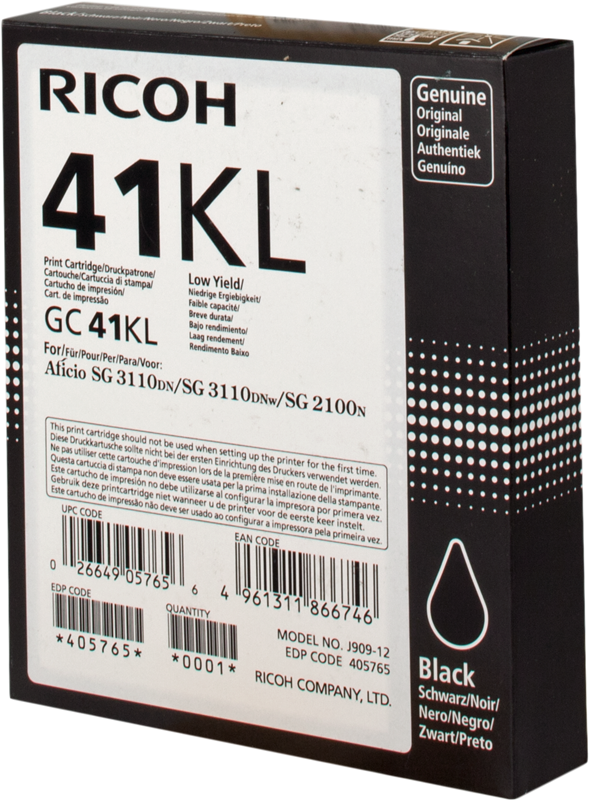 Black/Schwarz/Noir/Nero/Negro/Zwart/Preto
RICOH
41KL
Print Cartridge/Druckpatrone/
Cartouche/Cartuccia di stampa/
Cartucho de impresión/
Cart. de impressão
GC 41KL
Low Yield/
Niedrige Ergiebigkeit/
Faible capacité/
Breve durata/
Bajo rendimiento/
Laag rendement/
Rendimento Baixo
For/Für/Pour/Per/Para/Voor:
Aficio SG 3110DN/SG 3110DNw/SG 2100N
This print cartridge should not be used when setting up the printer for the first time.
Diese Druckkartusche sollte nicht bei der ersten Einrichtung des Druckers verwendet werden.
Ne pas utiliser cette cartouche d'impression lors de la première mise en route de l'imprimante.
Questa cartuccia di stampa non deve essere usata per la prima installazione della stampante.
Este cartucho de impresión no debe utilizarse al configurar la impresora por primera vez.
Gebruik deze printcartridge niet wanneer u de printer voor de eerste keer instelt.
Este cartucho de impressão não deve ser usado ao configurar a impressora pela primeira vez.
UPC CODE
0 26649 05765 6
EAN CODE
4 961311 866746
EDP CODE
*405765*
QUANTITY
*0001*
MODEL NO. J909-12
EDP CODE 405765
RICOH COMPANY, LTD.
Genuine
Original
Originale
Authentiek
Genuino
Black
Schwarz/Noir/
Nero/Negro/
Zwart/Preto